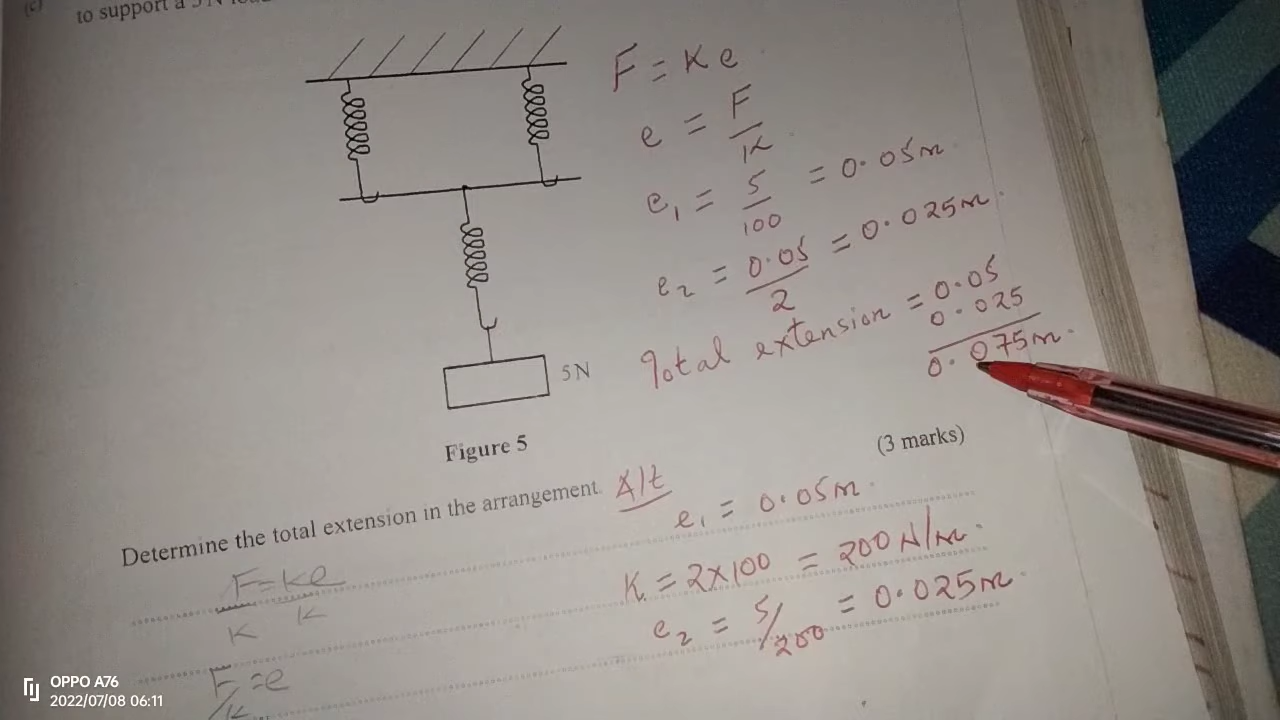 (c)
to support a 5 N
F = Ke
e = F/K
e₁ = 5/100 = 0.05m
e₂ = 0.05/2 = 0.025m
Total extension = 0.05
0.025
0.075m.
5 N
Figure 5
(3 marks)
Determine the total extension in the arrangement.
Alt
e₁ = 0.05m.
K = 2x100 = 200 N/m.
e₂ = 5/200 = 0.025m.
F=Ke
K K
F/K =e
OPPO A76
2022/07/08 06:11